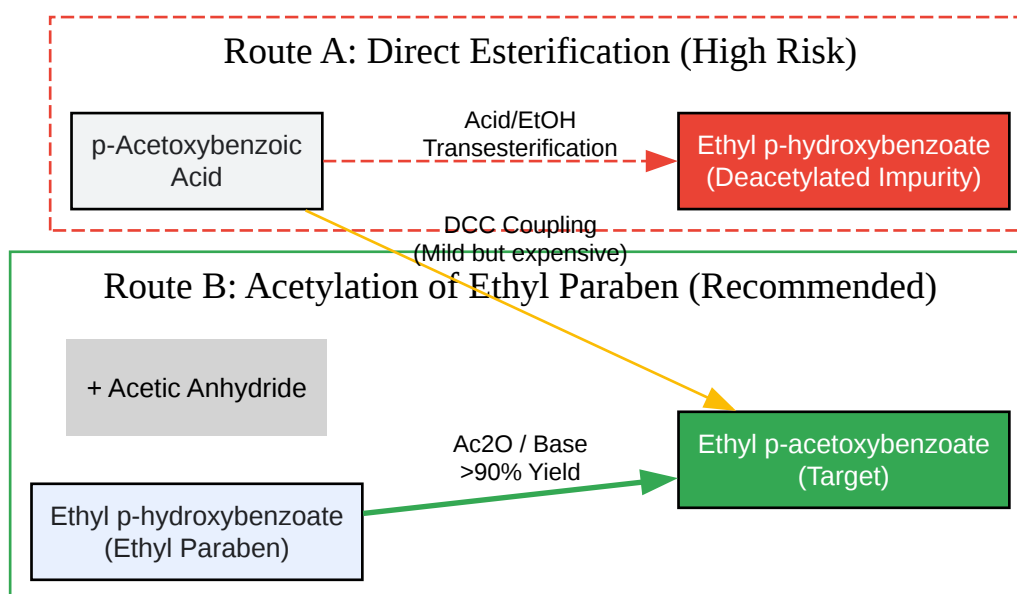 Route A: Direct Esterification (High Risk)
p-Acetoxybenzoic
Acid
Acid/EtOH
Transesterification
Ethyl p-hydroxybenzoate
(Deacetylated Impurity)
DCC Coupling
(Mild but expensive)
Route B: Acetylation of Ethyl Paraben (Recommended)
+ Acetic Anhydride
Ac2O / Base
>90% Yield
Ethyl p-acetoxybenzoate
(Target)
Ethyl p-hydroxybenzoate
(Ethyl Paraben)